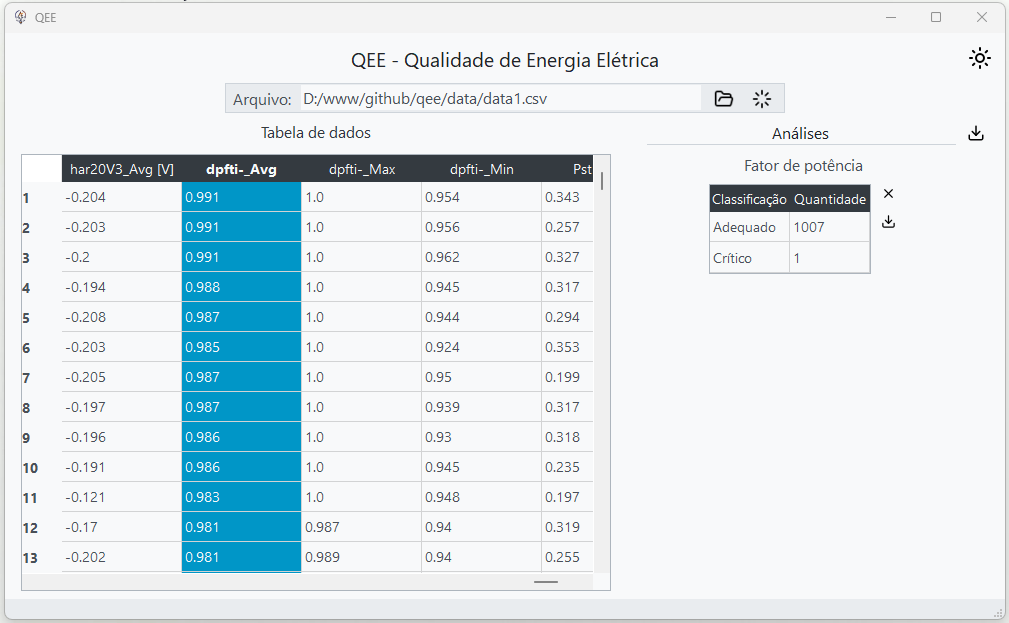 QEE
QEE - Qualidade de Energia Elétrica
Arquivo: D:/www/github/qee/data/data1.csv
Tabela de dados
har20V3_Avg [V] dpfti-_Avg dpfti-_Max dpfti-_Min Pst
1 -0.204 0.991 1.0 0.954 0.343
2 -0.203 0.991 1.0 0.956 0.257
3 -0.2 0.991 1.0 0.962 0.327
4 -0.194 0.988 1.0 0.945 0.317
5 -0.208 0.987 1.0 0.944 0.294
6 -0.203 0.985 1.0 0.924 0.353
7 -0.205 0.987 1.0 0.95 0.199
8 -0.197 0.987 1.0 0.939 0.317
9 -0.196 0.986 1.0 0.93 0.318
10 -0.191 0.986 1.0 0.945 0.235
11 -0.121 0.983 1.0 0.948 0.197
12 -0.17 0.981 0.987 0.94 0.319
13 -0.202 0.981 0.989 0.94 0.255
Análises
Fator de potência
Classificação Quantidade
Adequado 1007
Crítico 1